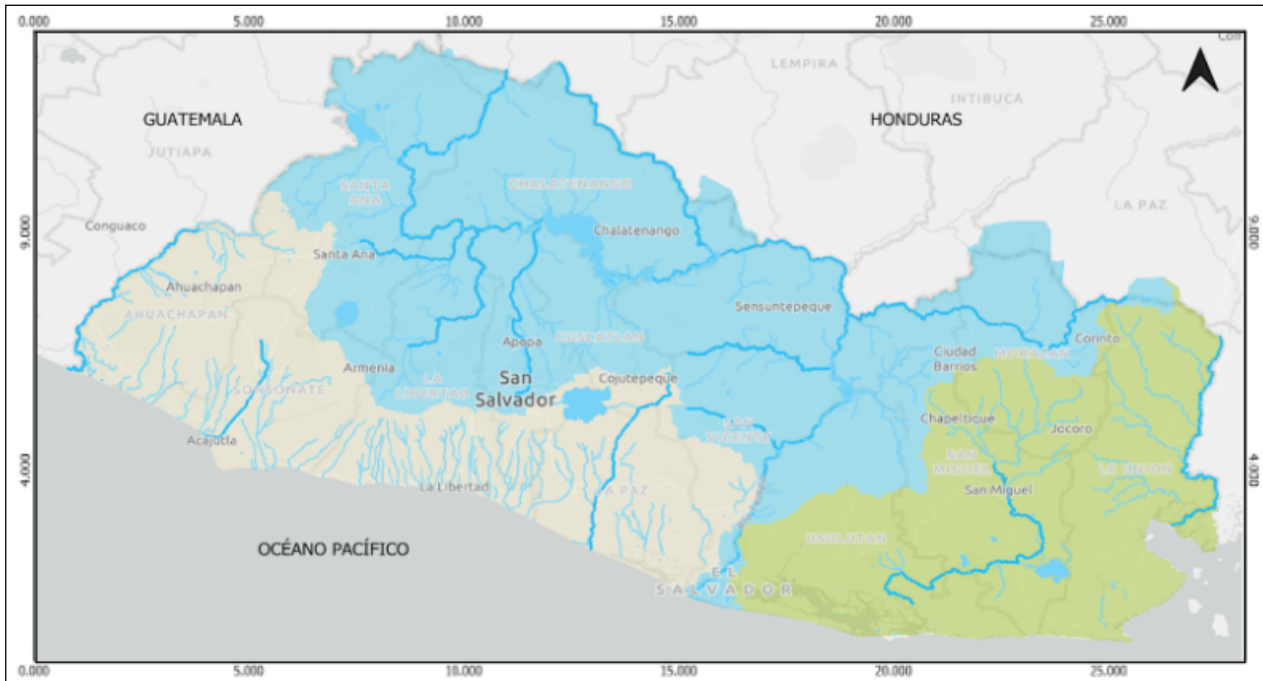 0.000 5.000 10.000 15.000 20.000 25.000
LEMPIRA
INTIBUCA
GUATEMALA
HONDURAS
JUTIAPA
SANTA
ANA
CHALATENANGO
LA PAZ
9.000
Conguaco
Chalatenango
9.000
Santa Ana
Ahuachapan
AHUACHAPAN
Sensuntepeque
CUSCATLAN
Apopa
Corinto
MORAZAN
Ciudad
Barrios
Armenia
SONSONATE
LA
LIBERTAD
San
Salvador
Cojutepeque
Acajutla
SAN
VICENTE
Chapeltique
Jocoro
SAN
MIGUEL
LA UNION
4.000
La Libertad
LA PAZ
San Miguel
4.000
OCÉANO PACÍFICO
USULUTAN
EL
SALVADOR
0.000 5.000 10.000 15.000 20.000 25.000